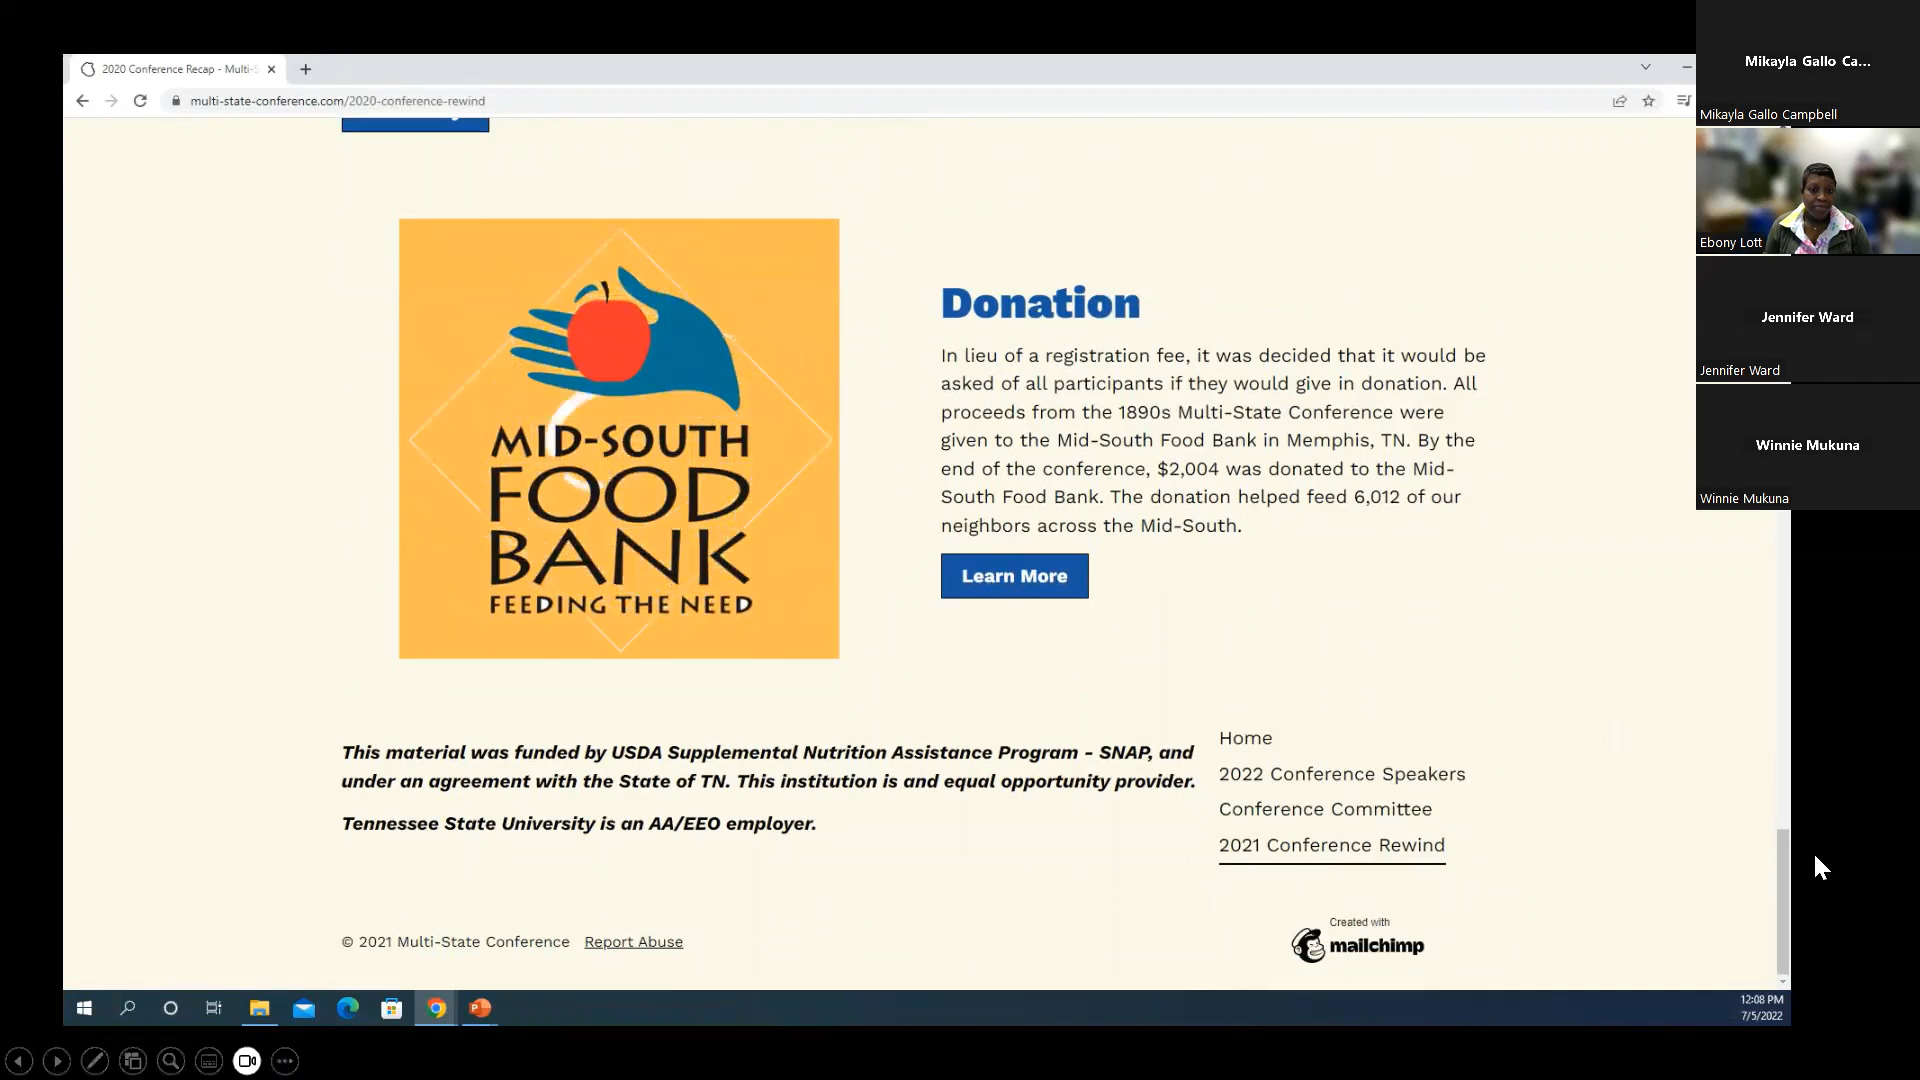 2020 Conference Recap - Multi-S
multi-state-conference.com/2020-conference-rewind
MID-SOUTH
FOOD
BANK
FEEDING THE NEED
Donation
In lieu of a registration fee, it was decided that it would be
asked of all participants if they would give in donation. All
proceeds from the 1890s Multi-State Conference were
given to the Mid-South Food Bank in Memphis, TN. By the
end of the conference, $2,004 was donated to the Mid-
South Food Bank. The donation helped feed 6,012 of our
neighbors across the Mid-South.
Learn More
This material was funded by USDA Supplemental Nutrition Assistance Program - SNAP, and
under an agreement with the State of TN. This institution is and equal opportunity provider.
Tennessee State University is an AA/EEO employer.
Home
2022 Conference Speakers
Conference Committee
2021 Conference Rewind
© 2021 Multi-State Conference Report Abuse
Created with
mailchimp
12:08 PM
7/5/2022
Mikayla Gallo Ca...
Mikayla Gallo Campbell
Ebony Lott
Jennifer Ward
Jennifer Ward
Winnie Mukuna
Winnie Mukuna